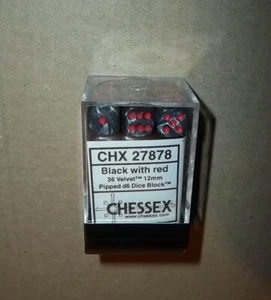 CHX 27878
Black with red
36 Velvet™ 12mm
Pipped d6 Dice Block™
CHESSEX
www.chessex.com